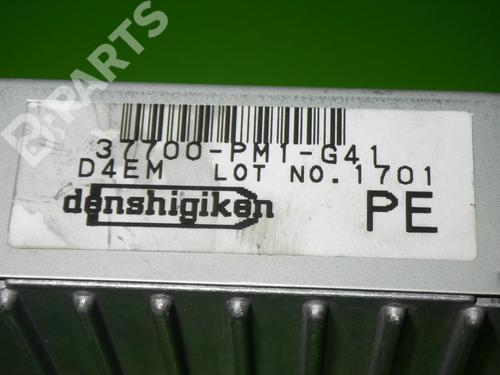 B-PARTS
37700-PM1-G41
D4EM LOT NO.1701
denshigiken
PE